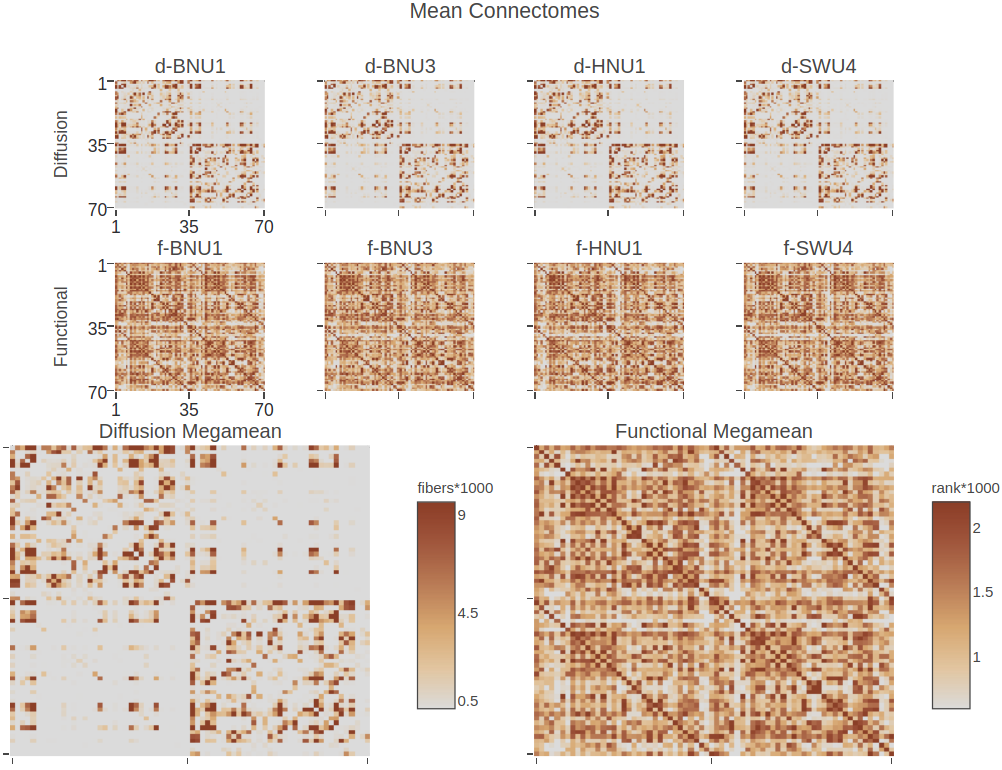 Mean Connectomes
d-BNU1
d-BNU3
d-HNU1
d-SWU4
Diffusion
1
35
70
1
35
70
f-BNU1
f-BNU3
f-HNU1
f-SWU4
Functional
1
35
70
1
35
70
Diffusion Megamean
Functional Megamean
fibers*1000
9
4.5
0.5
rank*1000
2
1.5
1